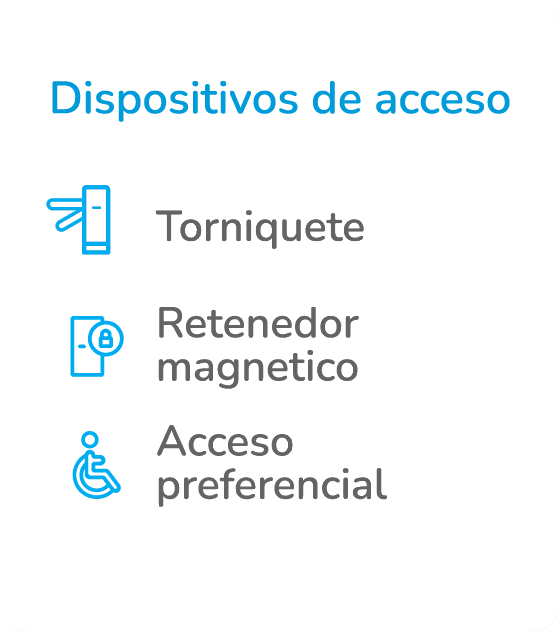 Dispositivos de acceso
Torniquete
Retenedor
magnetico
Acceso
preferencial